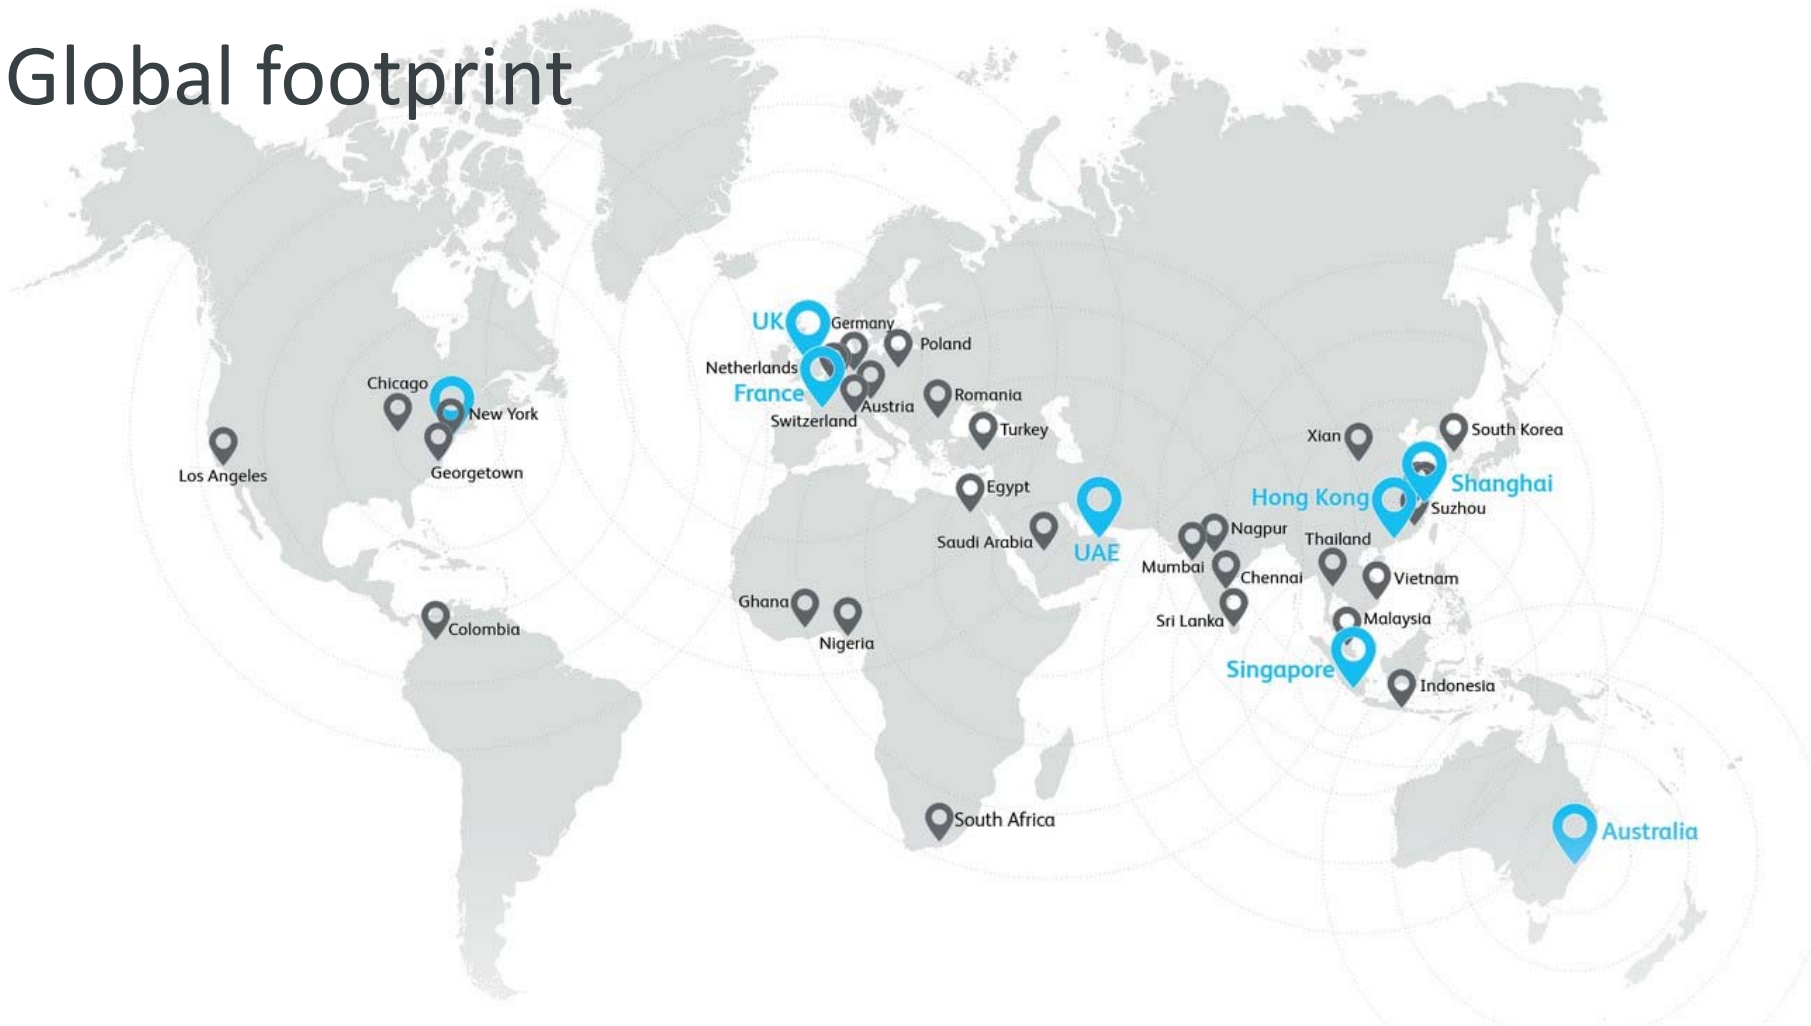 Global footprint
UK
Germany
Poland
Netherlands
France
Chicago
New York
Switzerland
Austria
Romania
Turkey
Xian
South Korea
Los Angeles
Georgetown
Egypt
Shanghai
Hong Kong
Suzhou
Saudi Arabia
UAE
Nagpur
Thailand
Mumbai
Chennai
Vietnam
Ghana
Sri Lanka
Malaysia
Colombia
Nigeria
Singapore
Indonesia
South Africa
Australia